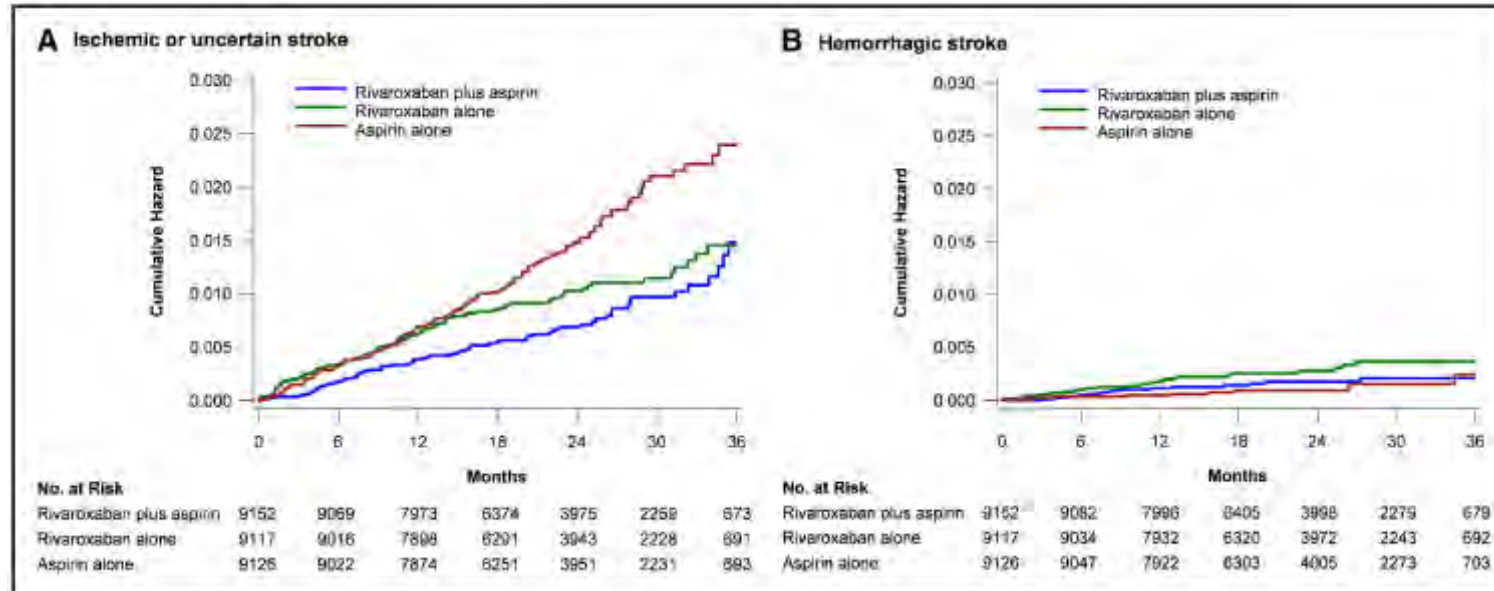 A Ischemic or uncertain stroke
0.030
0.025
0.020
0.015
0.010
0.005
0.000
Cumulative Hazard
Rivaroxaban plus aspirin
Rivaroxaban alone
Aspirin alone
0 6 12 18 24 30 36
Months
No. at Risk
Rivaroxaban plus aspirin 9152 9069 7973 6374 3975 2259 673
Rivaroxaban alone 9117 9016 7898 6291 3943 2228 691
Aspirin alone 9126 9022 7874 6251 3951 2231 693
B Hemorrhagic stroke
0.030
0.025
0.020
0.015
0.010
0.005
0.000
Cumulative Hazard
Rivaroxaban plus aspirin
Rivaroxaban alone
Aspirin alone
0 6 12 18 24 30 36
Months
No. at Risk
Rivaroxaban plus aspirin 9152 9082 7996 6405 3998 2279 679
Rivaroxaban alone 9117 9034 7932 6320 3972 2243 692
Aspirin alone 9126 9047 7922 6303 4005 2273 703